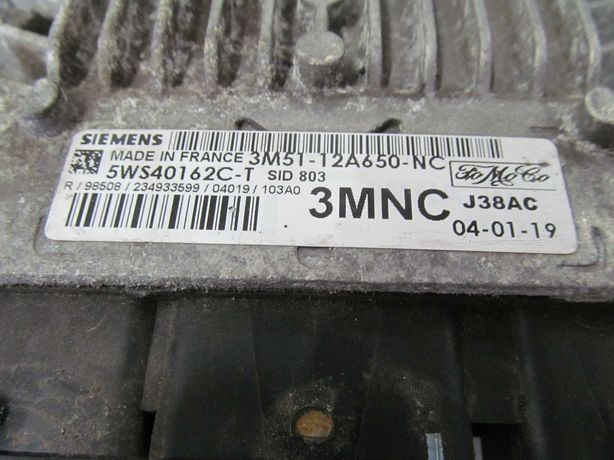 SIEMENS
MADE IN FRANCE 3M51-12A650-NC
5WS40162C-T SID 803
FoMoCo
R / 98508 / 234933599 / 04019 / 103A0
3MNC J38AC
04-01-19